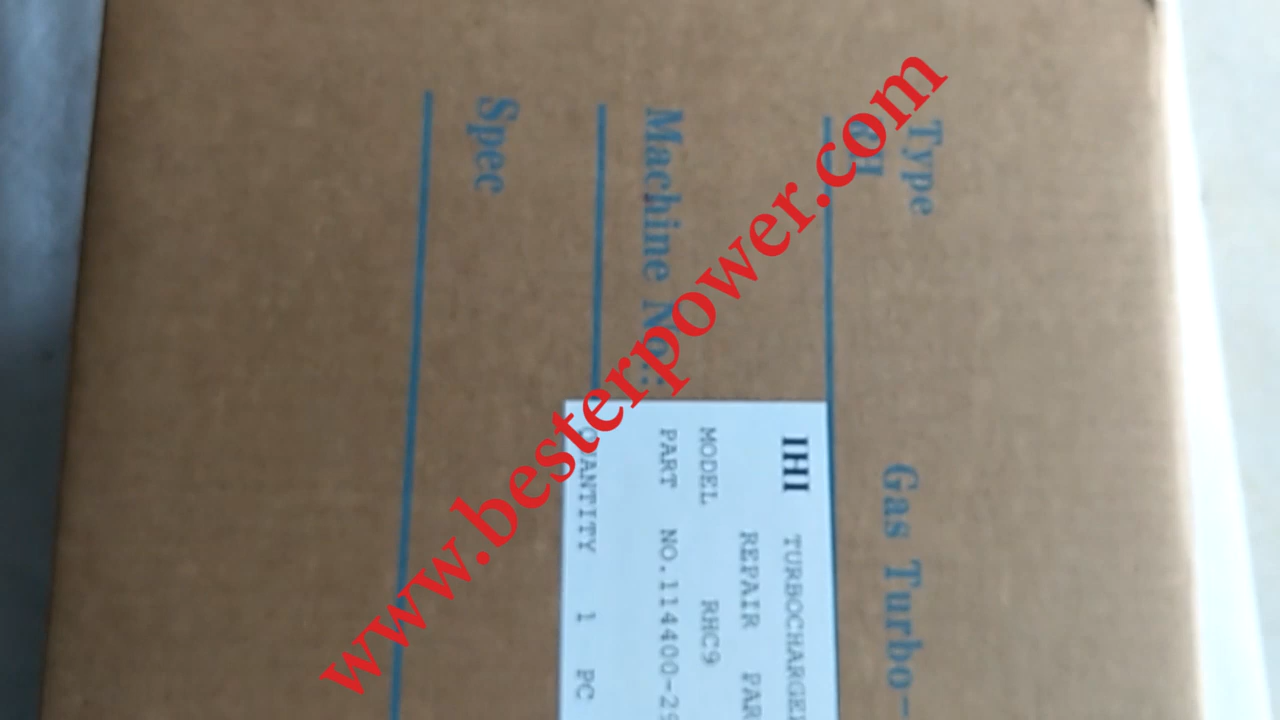 Type
Gas Turbo-
Machine No.:
Spec
IHI TURBOCHARGE
REPAIR PAR
MODEL RHC9
PART NO.114400-29
QUANTITY 1 PC
www.besterpower.com